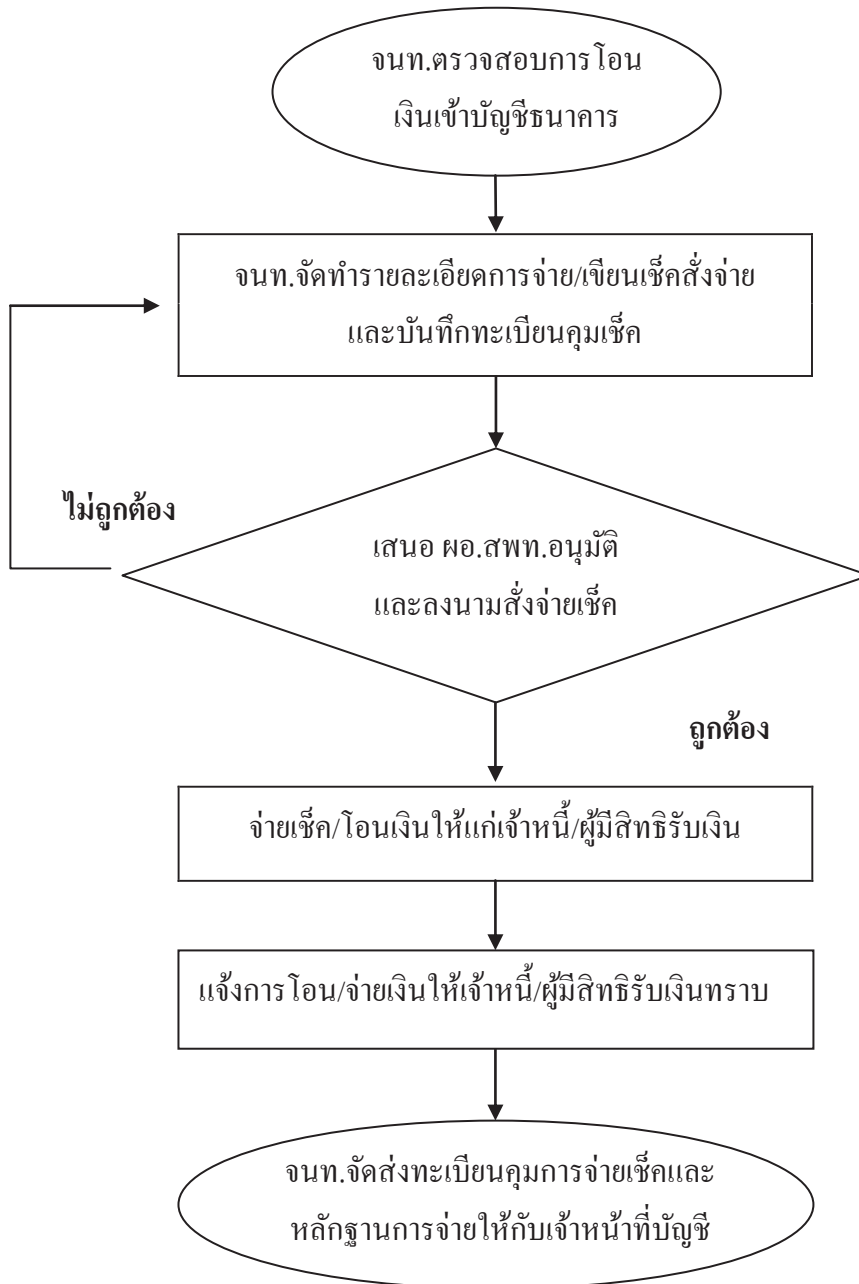 จนท.ตรวจสอบการโอน
เงินเข้าบัญชีธนาคาร
จนท.จัดทำรายละเอียดการจ่าย/เขียนเช็คสั่งจ่าย
และบันทึกทะเบียนคุมเช็ค
ไม่ถูกต้อง
เสนอ ผอ.สพท.อนุมัติ
และลงนามสั่งจ่ายเช็ค
ถูกต้อง
จ่ายเช็ค/โอนเงินให้แก่เจ้าหนี้/ผู้มีสิทธิรับเงิน
แจ้งการโอน/จ่ายเงินให้เจ้าหนี้/ผู้มีสิทธิรับเงินทราบ
จนท.จัดส่งทะเบียนคุมการจ่ายเช็คและ
หลักฐานการจ่ายให้กับเจ้าหน้าที่บัญชี